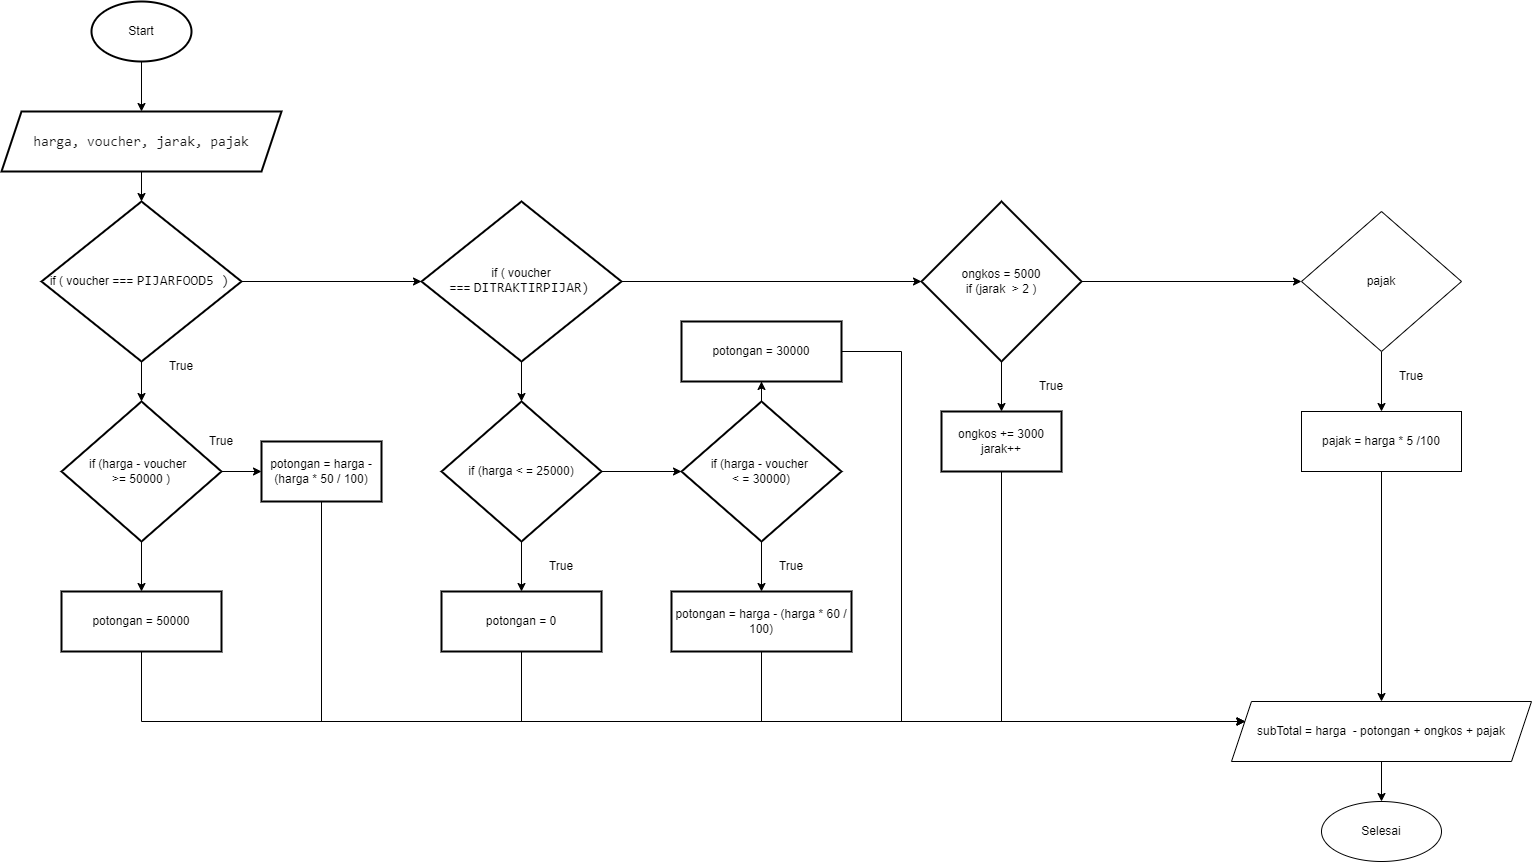 Start
harga, voucher, jarak, pajak
if ( voucher === PIJARFOOD5 )
if ( voucher
=== DITRAKTIRPIJAR)
ongkos = 5000
if (jarak > 2 )
pajak
True
potongan = 30000
True
True
if (harga - voucher
>= 50000 )
True
potongan = harga -
(harga * 50 / 100)
if (harga < = 25000)
if (harga - voucher
< = 30000)
ongkos += 3000
jarak++
pajak = harga * 5 /100
True
True
potongan = 50000
potongan = 0
potongan = harga - (harga * 60 /
100)
subTotal = harga - potongan + ongkos + pajak
Selesai